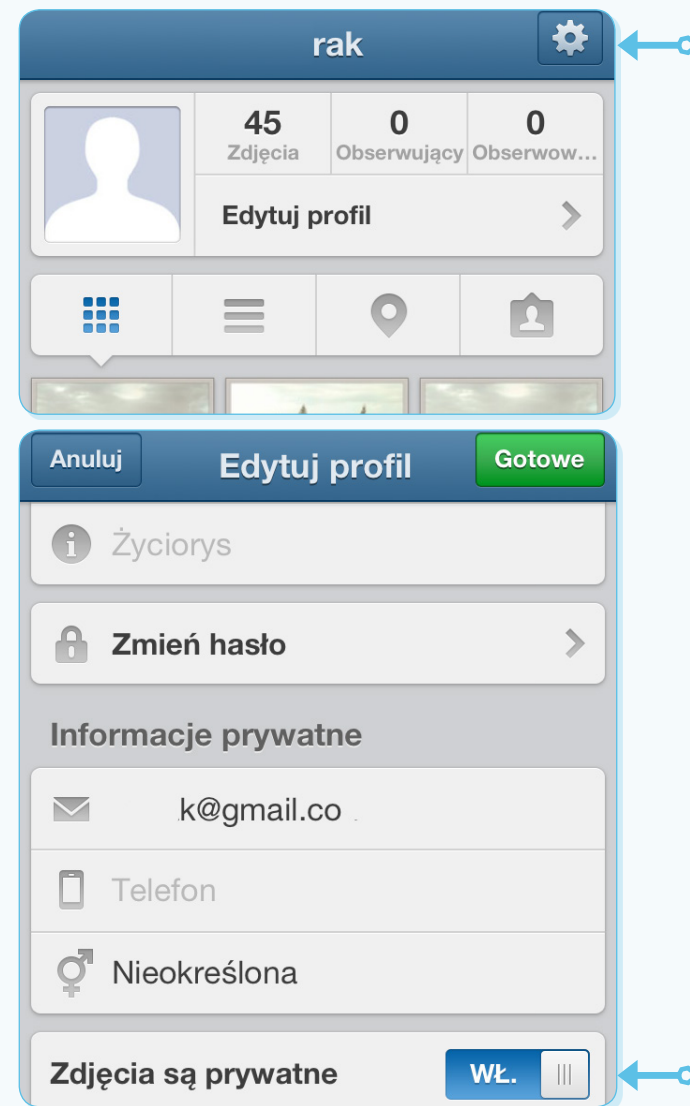 rak
45 0 0
Zdjęcia Obserwujący Obserwow...
Edytuj profil
Anuluj Edytuj profil Gotowe
Życiorys
Zmień hasło
Informacje prywatne
k@gmail.co
Telefon
Nieokreślona
Zdjęcia są prywatne WŁ.